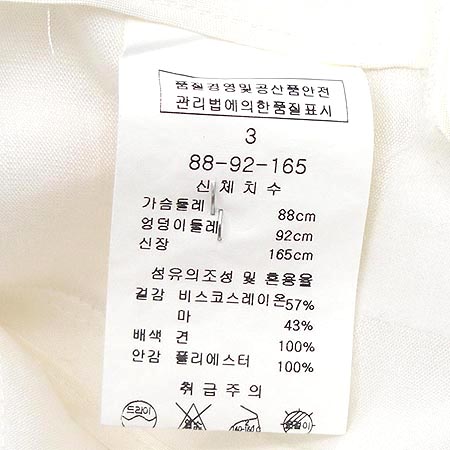 품질경영및공산품안전
관리법에의한품질표시
3
88-92-165
신체치수
가슴둘레 88cm
엉덩이둘레 92cm
신장 165cm
섬유의조성 및 혼용율
겉감 비스코스레이온 57%
마 43%
배색 견 100%
안감 폴리에스터 100%
취급주의
드라이